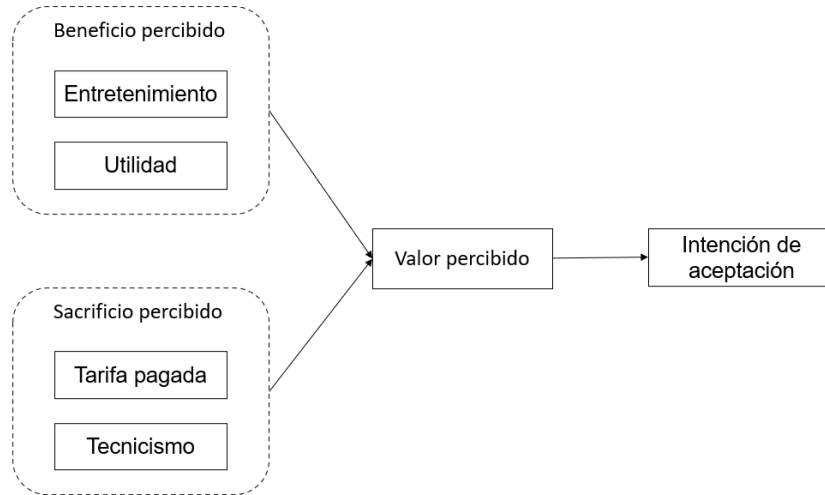 Beneficio percibido
Entretenimiento
Utilidad
Valor percibido
Intención de
aceptación
Sacrificio percibido
Tarifa pagada
Tecnicismo